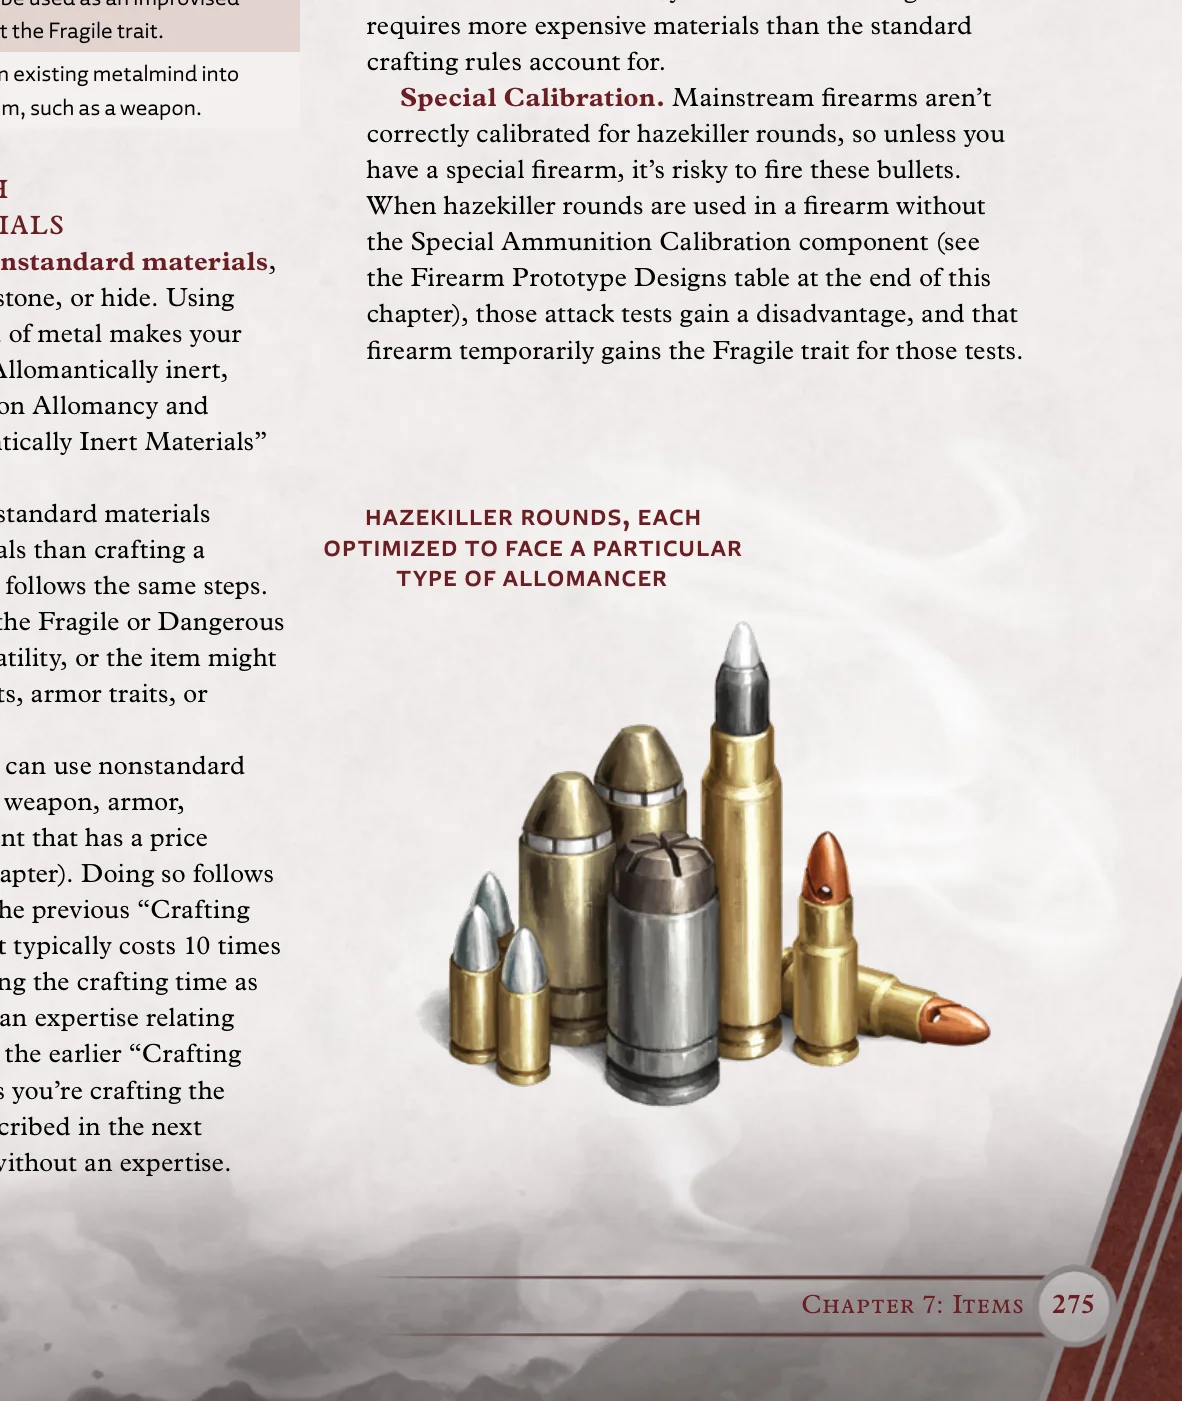 be used as an improvised
t the Fragile trait.
n existing metalmind into
m, such as a weapon.
H
IALS
nstandard materials,
stone, or hide. Using
of metal makes your
Allomantically inert,
on Allomancy and
tically Inert Materials”
standard materials
als than crafting a
follows the same steps.
the Fragile or Dangerous
atility, or the item might
ts, armor traits, or
can use nonstandard
weapon, armor,
nt that has a price
apter). Doing so follows
he previous “Crafting
t typically costs 10 times
ng the crafting time as
an expertise relating
the earlier “Crafting
s you’re crafting the
cribed in the next
without an expertise.
requires more expensive materials than the standard
crafting rules account for.
Special Calibration. Mainstream firearms aren’t
correctly calibrated for hazekiller rounds, so unless you
have a special firearm, it’s risky to fire these bullets.
When hazekiller rounds are used in a firearm without
the Special Ammunition Calibration component (see
the Firearm Prototype Designs table at the end of this
chapter), those attack tests gain a disadvantage, and that
firearm temporarily gains the Fragile trait for those tests.
HAZEKILLER ROUNDS, EACH
OPTIMIZED TO FACE A PARTICULAR
TYPE OF ALLOMANCER
Chapter 7: Items 275